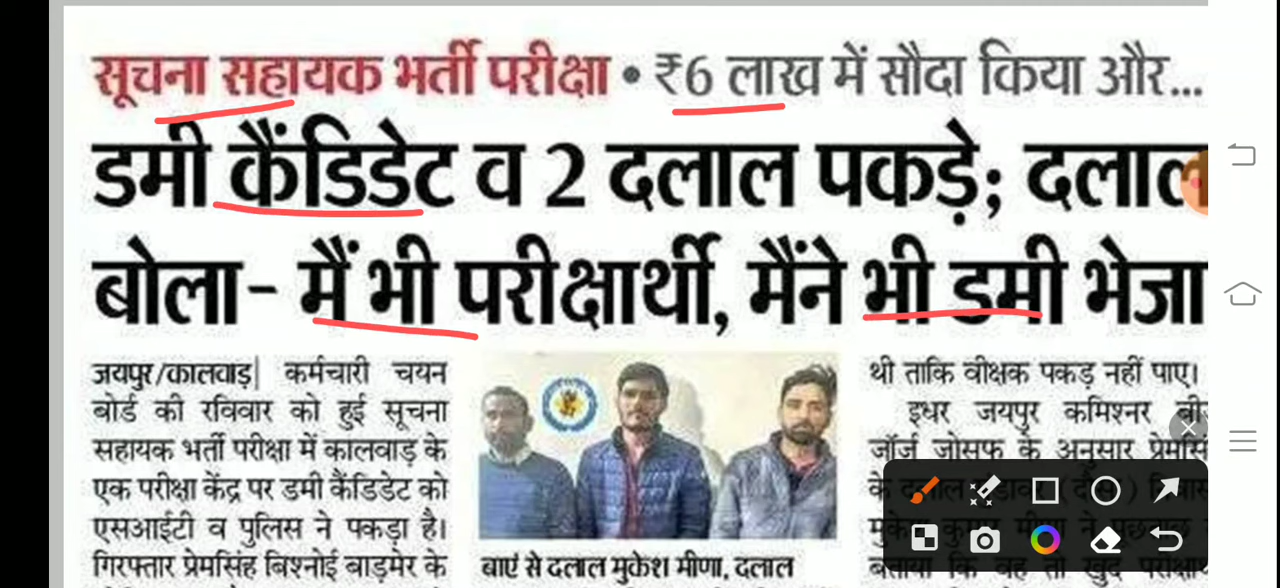 सूचना सहायक भर्ती परीक्षा • ₹6 लाख में सौदा किया और...
डमी कैंडिडेट व 2 दलाल पकड़े; दलाल
बोला- मैं भी परीक्षार्थी, मैंने भी डमी भेजा
जयपुर/कालवाड़| कर्मचारी चयन
बोर्ड की रविवार को हुई सूचना
सहायक भर्ती परीक्षा में कालवाड़ के
एक परीक्षा केंद्र पर डमी कैंडिडेट को
एसआईटी व पुलिस ने पकड़ा है।
गिरफ्तार प्रेमसिंह बिश्नोई बाड़मेर के
बाएं से दलाल मुकेश मीणा, दलाल
थी ताकि वीक्षक पकड़ नहीं पाए।
इधर जयपुर कमिश्नर
जॉर्ज जोसफ के अनुसार
के